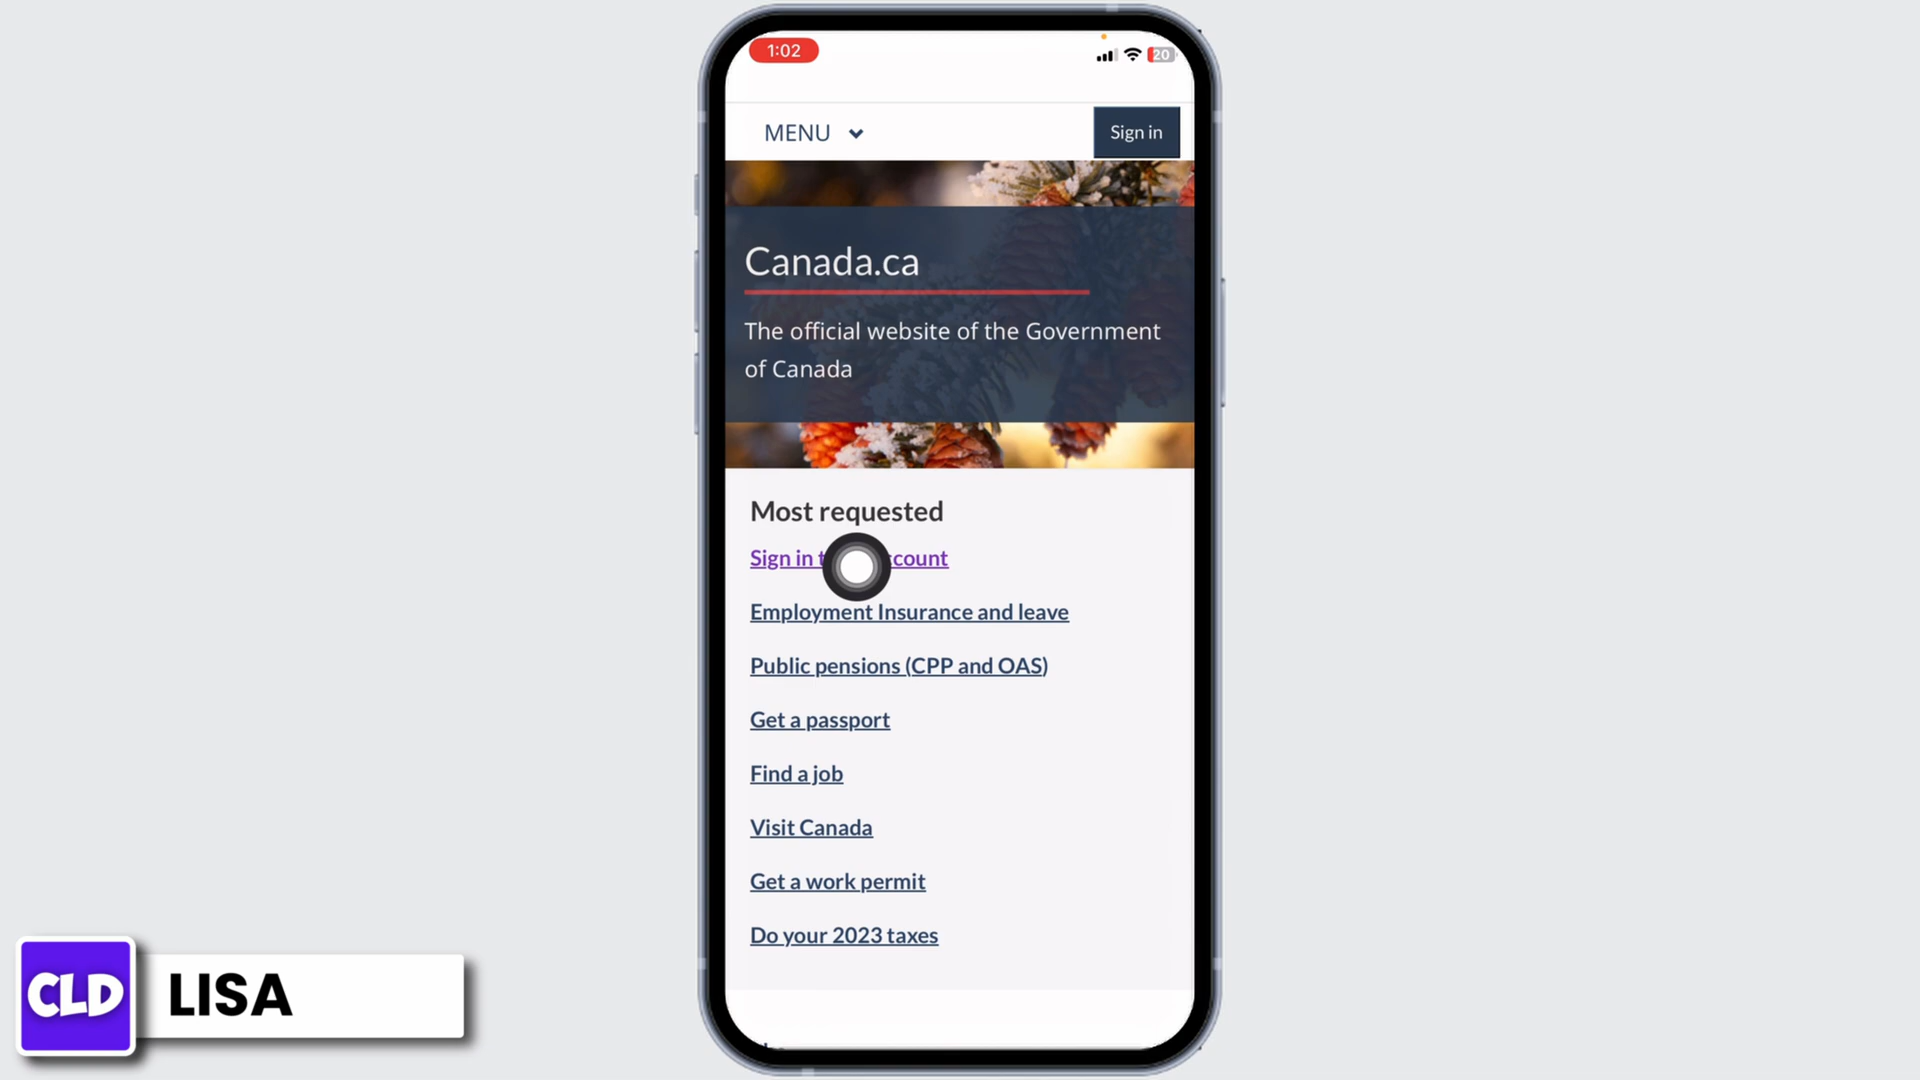 1:02
20
MENU
Sign in
Canada.ca
The official website of the Government
of Canada
Most requested
Sign in count
Employment Insurance and leave
Public pensions (CPP and OAS)
Get a passport
Find a job
Visit Canada
Get a work permit
Do your 2023 taxes
CLD
LISA